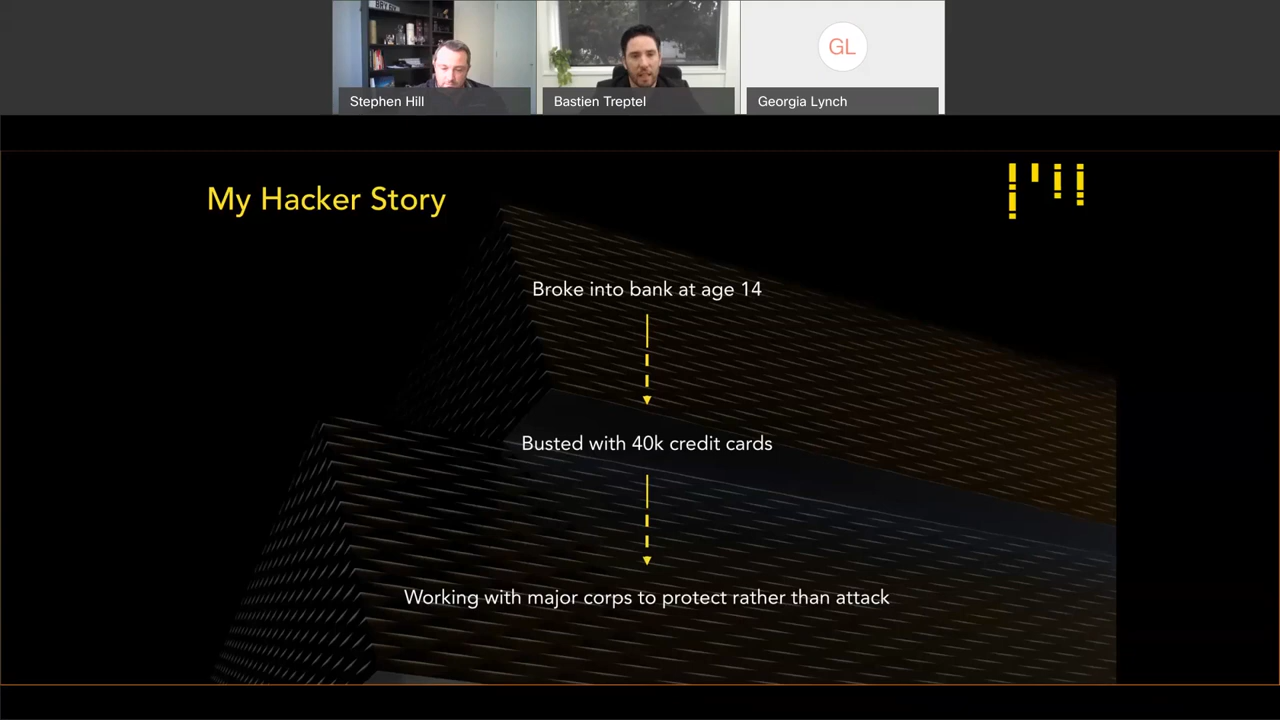 Stephen Hill
Bastien Treptel
GL
Georgia Lynch
My Hacker Story
Broke into bank at age 14
Busted with 40k credit cards
Working with major corps to protect rather than attack